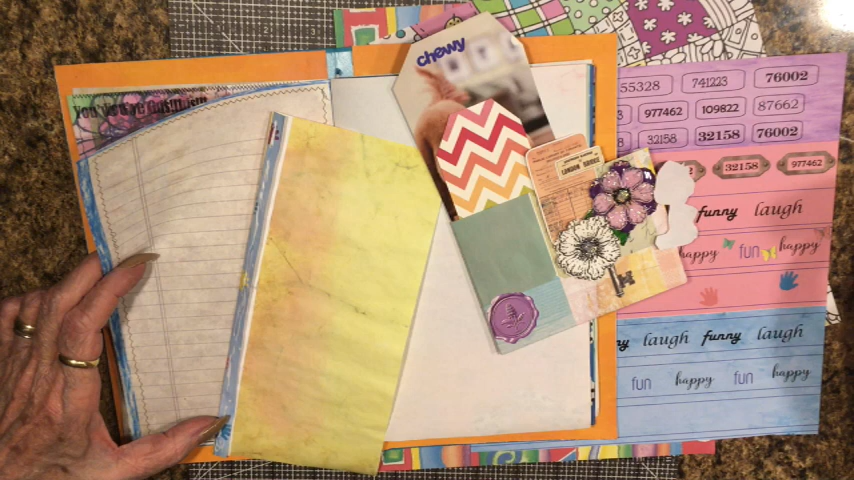 chewy
LONDON
55328 741223 76002
977462 109822 87662
32158 32158 76002
32158 977462
funny laugh
happy fun happy
laugh funny laugh
fun happy fun happy